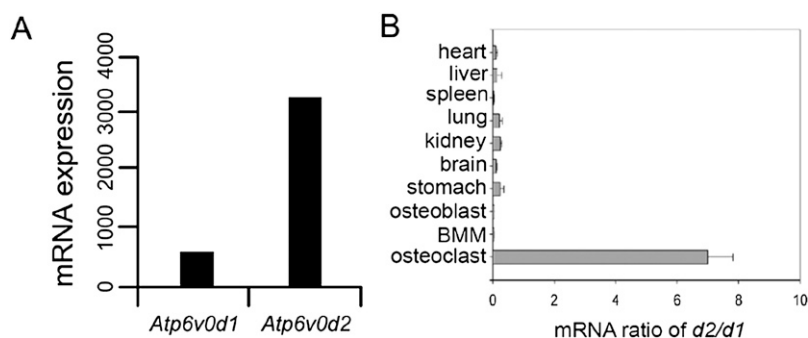 A
mRNA expression
4000
3000
2000
1000
0
Atp6v0d1
Atp6v0d2
B
heart
liver
spleen
lung
kidney
brain
stomach
osteoblast
BMM
osteoclast
0
2
4
6
8
10
mRNA ratio of d2/d1